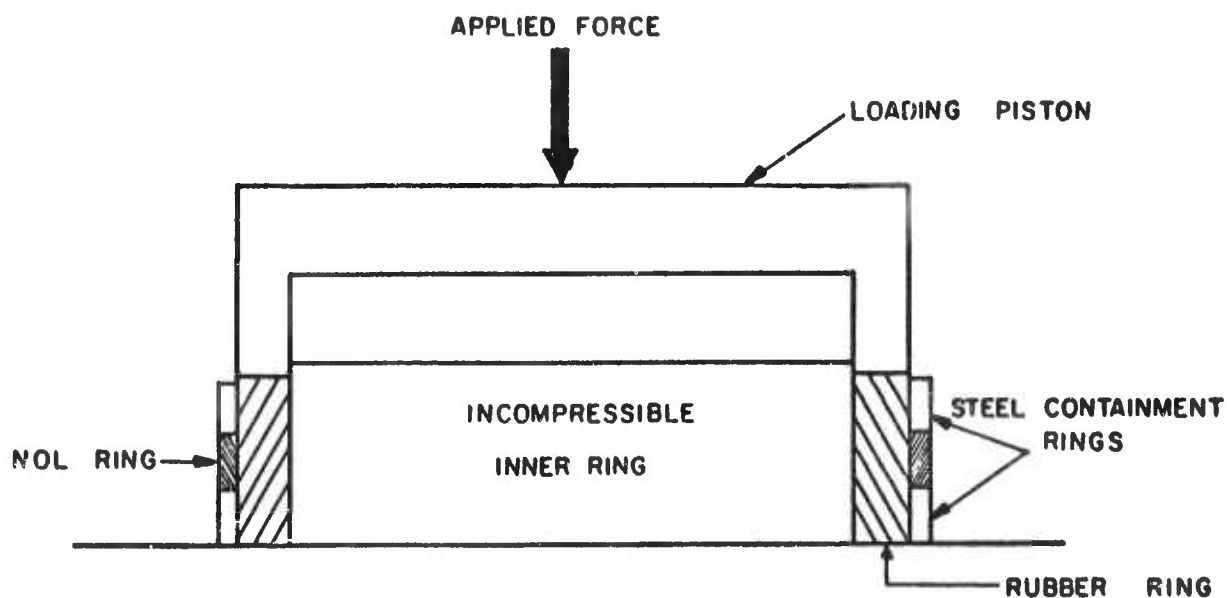 APPLIED FORCE
LOADING PISTON
INCOMPRESSIBLE
INNER RING
STEEL CONTAINMENT
RINGS
NOL RING
RUBBER RING